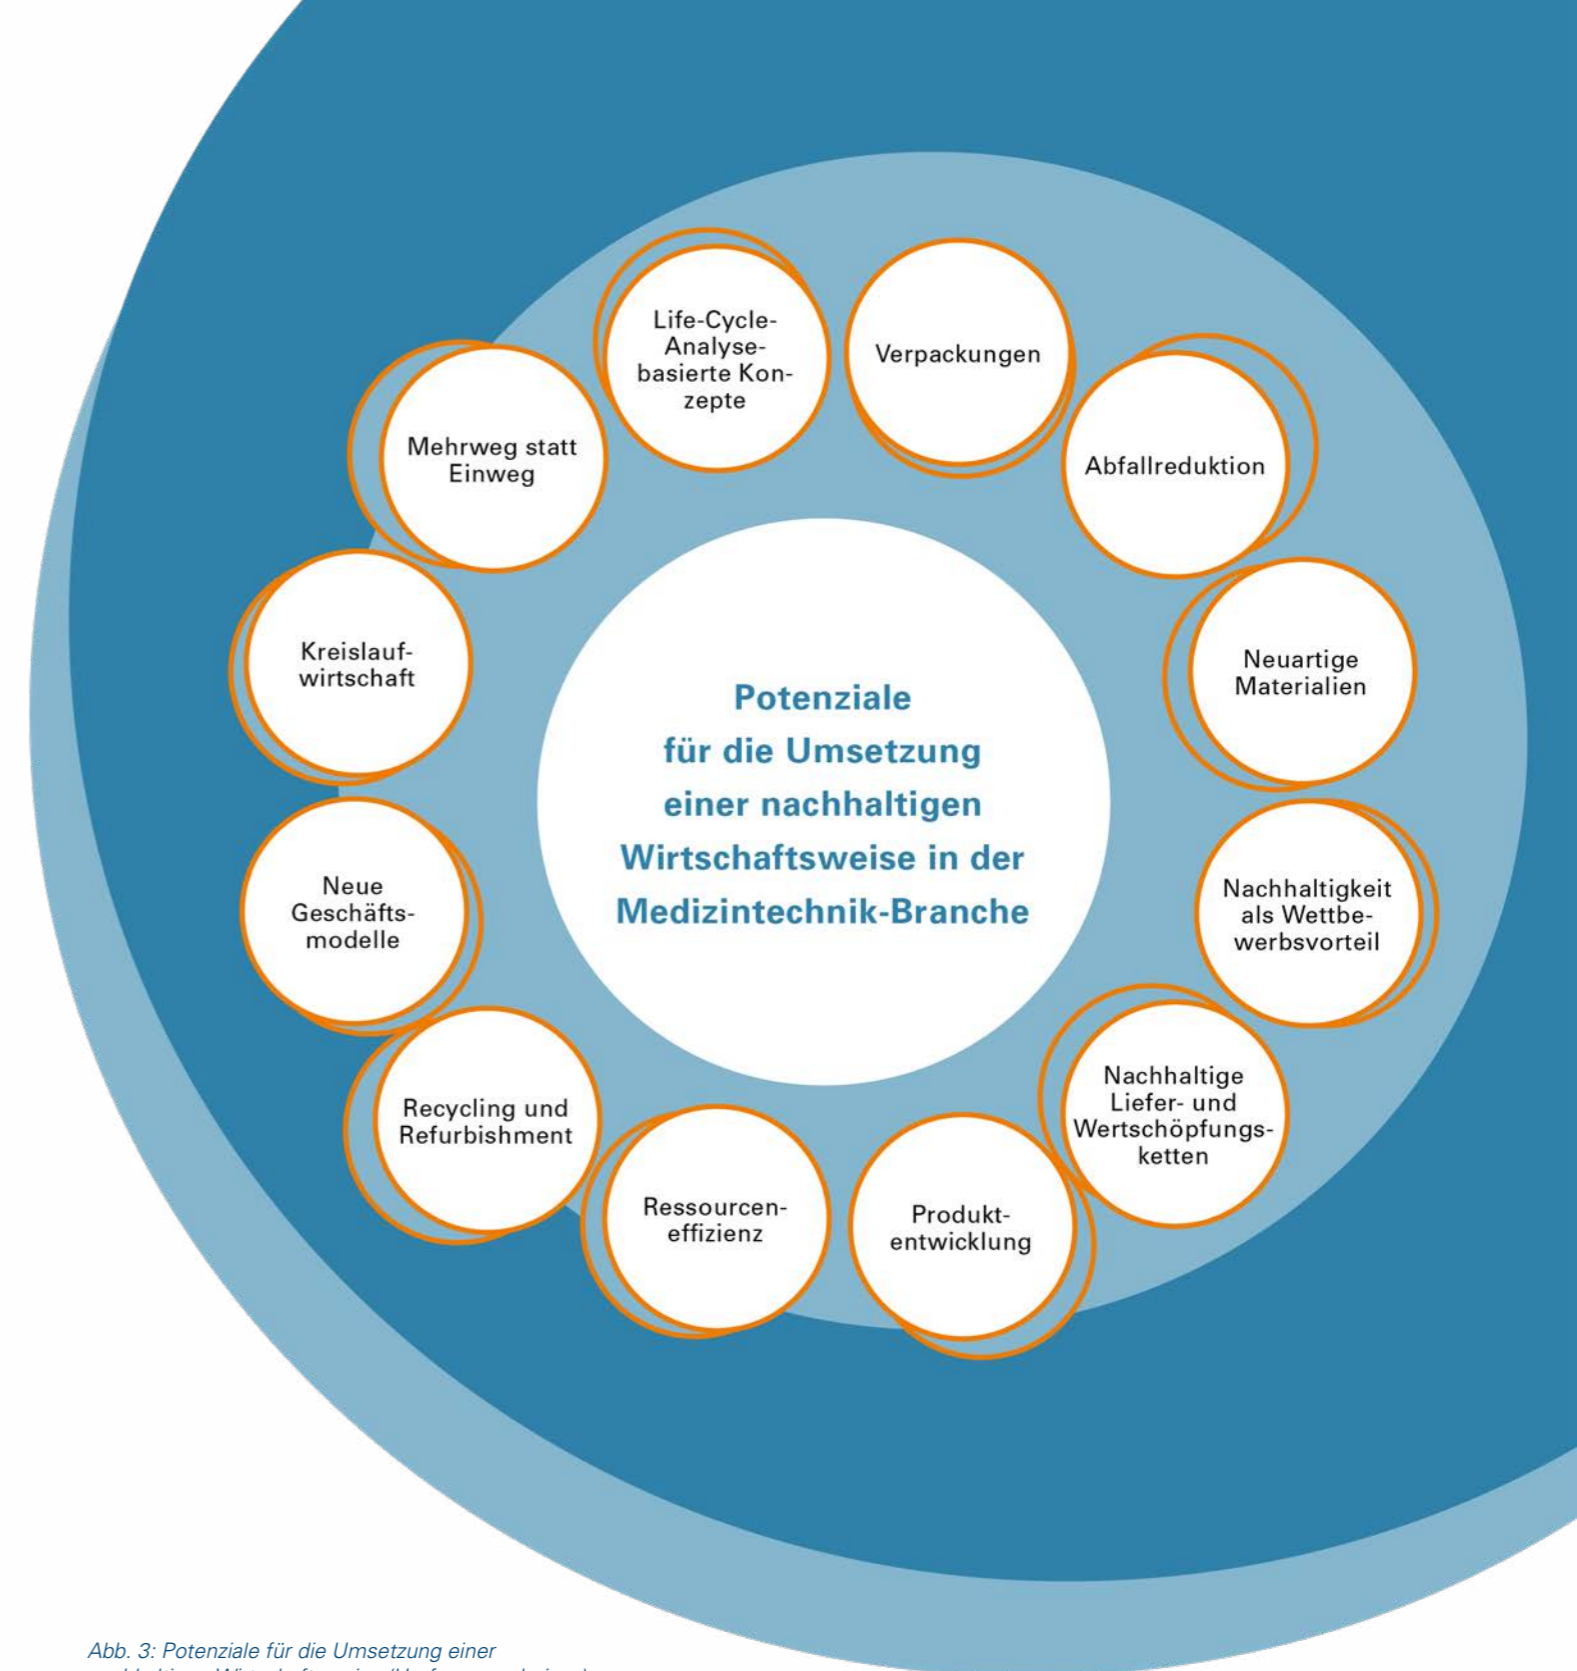 Life-Cycle-
Analyse-
basierte Kon-
zepte
Verpackungen
Abfallreduktion
Neuartige
Materialien
Nachhaltigkeit
als Wettbe-
werbsvorteil
Nachhaltige
Liefer- und
Wertschöpfungs-
ketten
Produkt-
entwicklung
Ressourcen-
effizienz
Recycling und
Refurbishment
Neue
Geschäfts-
modelle
Kreislauf-
wirtschaft
Mehrweg statt
Einweg
Potenziale
für die Umsetzung
einer nachhaltigen
Wirtschaftsweise in der
Medizintechnik-Branche
Abb. 3: Potenziale für die Umsetzung einer